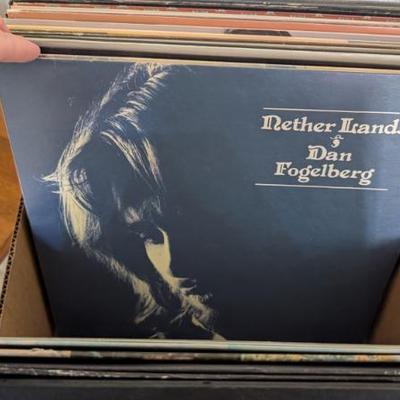 Nether Lands
Dan
Fogelberg